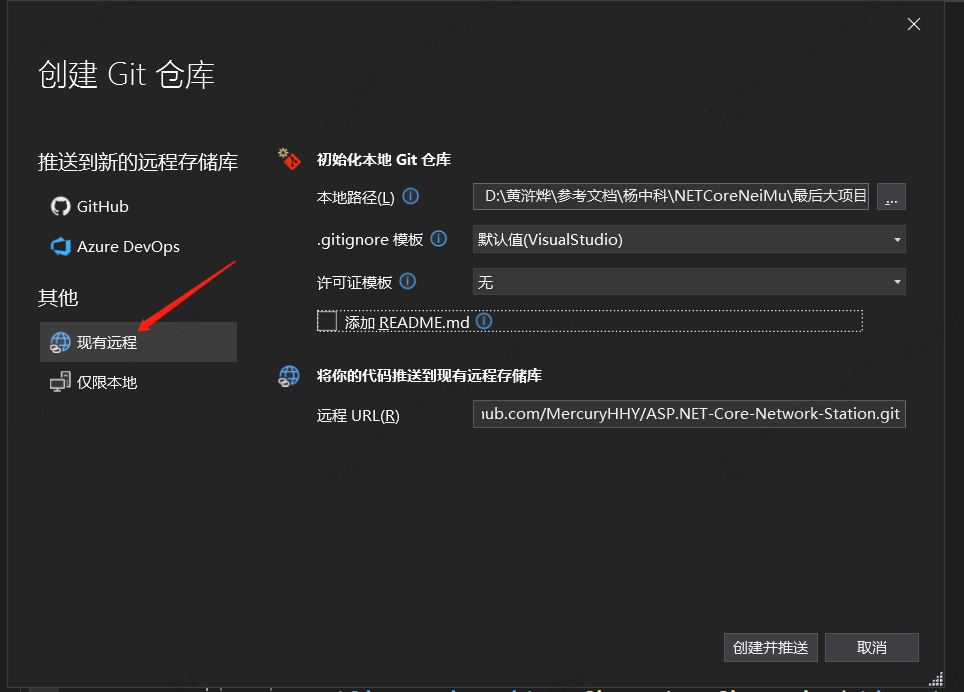 创建 Git 仓库
推送到新的远程存储库
GitHub
Azure DevOps
其他
现有远程
仅限本地
初始化本地 Git 仓库
本地路径(L)
D:\黄浒烨\参考文档\杨中科\NETCoreNeiMu\最后大项目
...
.gitignore 模板
默认值(VisualStudio)
许可证模板
无
添加 README.md
将你的代码推送到现有远程存储库
远程 URL(R)
hub.com/MercuryHHY/ASP.NET-Core-Network-Station.git
创建并推送
取消